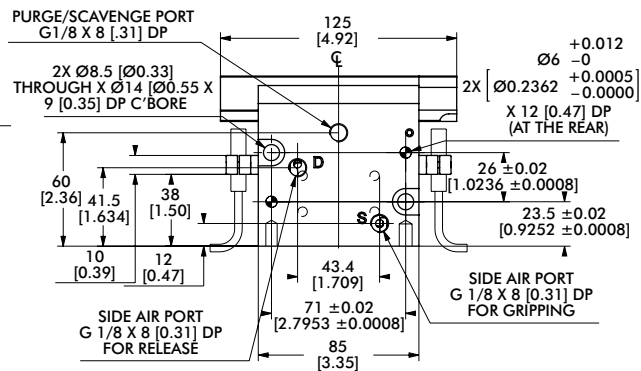 PURGE/SCAVENGE PORT
G1/8 X 8 [.31] DP
125
[4.92]
℄
2X Ø8.5 [Ø0.33]
THROUGH X Ø14 [Ø0.55 X
9 [0.35] DP C'BORE
+0.012
Ø6 -0
2X [Ø0.2362 +0.0005
-0.0000
X 12 [0.47] DP
(AT THE REAR)
D
S
60
[2.36]
41.5
[1.634]
38
[1.50]
10
[0.39]
12
[0.47]
26 ±0.02
[1.0236 ±0.0008]
23.5 ±0.02
[0.9252 ±0.0008]
43.4
[1.709]
71 ±0.02
[2.7953 ±0.0008]
85
[3.35]
SIDE AIR PORT
G 1/8 X 8 [0.31] DP
FOR RELEASE
SIDE AIR PORT
G 1/8 X 8 [0.31] DP
FOR GRIPPING